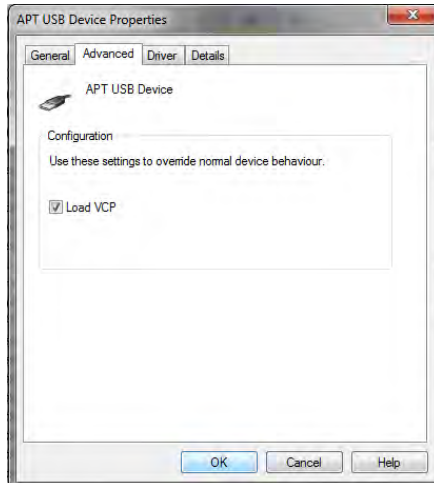 APT USB Device Properties
General Advanced Driver Details
APT USB Device
Configuration
Use these settings to override normal device behaviour.
Load VCP
OK Cancel Help